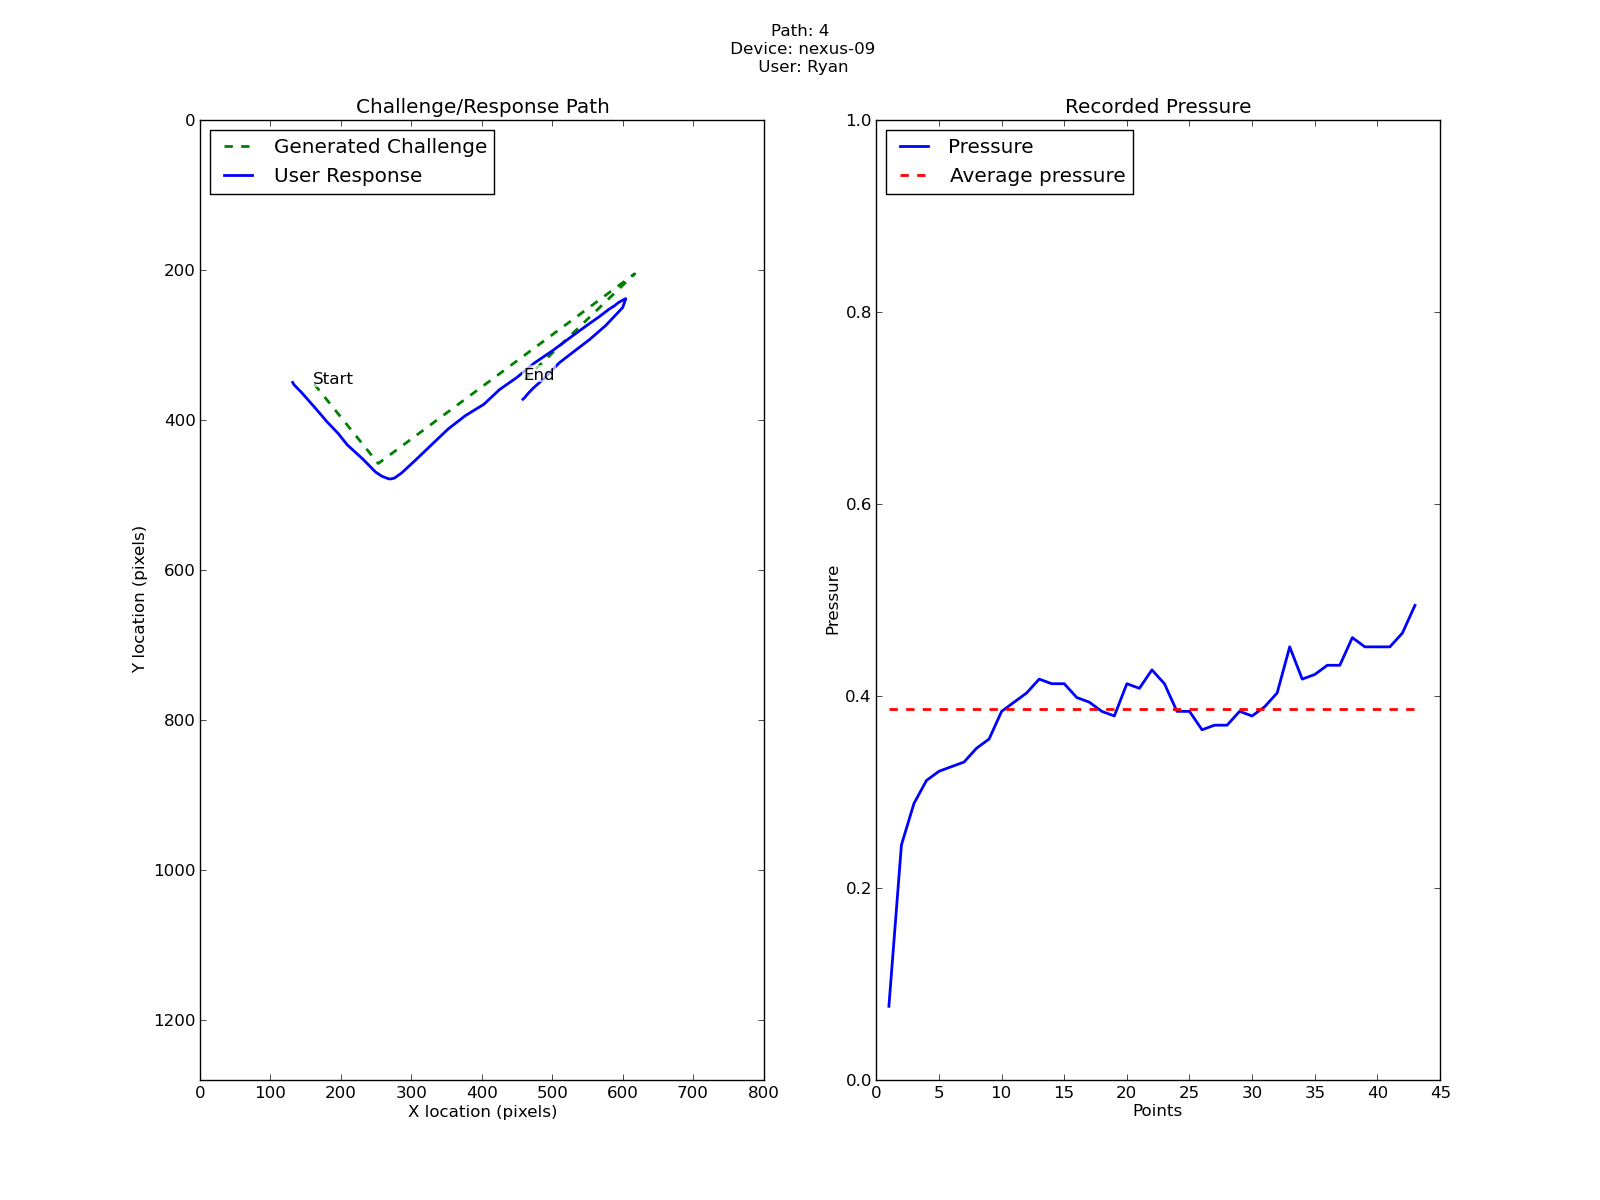 Path: 4
Device: nexus-09
User: Ryan
Challenge/Response Path
Generated Challenge
User Response
Start
End
0
200
400
600
800
1000
1200
Y location (pixels)
0 100 200 300 400 500 600 700 800
X location (pixels)
Recorded Pressure
Pressure
Average pressure
1.0
0.8
0.6
0.4
0.2
0.0
Pressure
0 5 10 15 20 25 30 35 40 45
Points